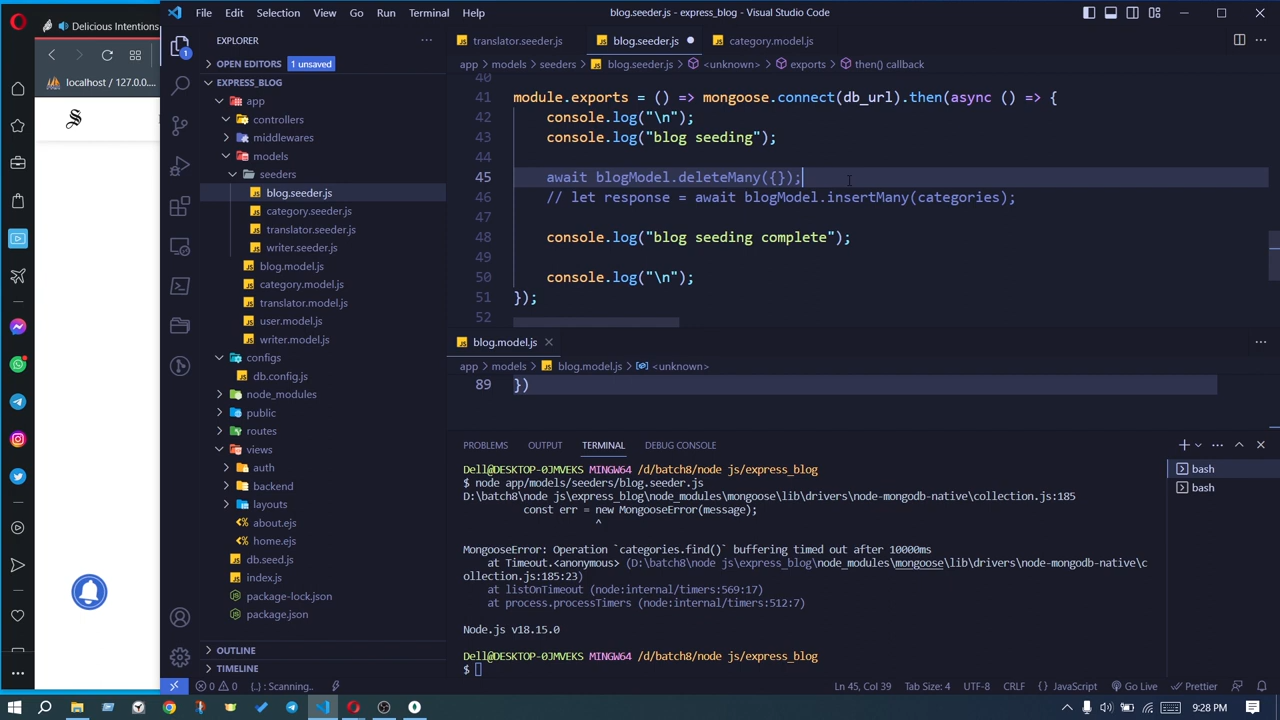 Delicious Intentions
File Edit Selection View Go Run Terminal Help
blog.seeder.js - express_blog - Visual Studio Code
localhost / 127.0.0....
EXPLORER
OPEN EDITORS 1 unsaved
EXPRESS_BLOG
app
controllers
middlewares
models
seeders
blog.seeder.js
category.seeder.js
translator.seeder.js
writer.seeder.js
blog.model.js
category.model.js
translator.model.js
user.model.js
writer.model.js
configs
db.config.js
node_modules
public
routes
views
auth
backend
layouts
about.ejs
home.ejs
db.seed.js
index.js
package-lock.json
package.json
OUTLINE
TIMELINE
translator.seeder.js blog.seeder.js category.model.js
app > models > seeders > blog.seeder.js > <unknown> > exports > then() callback
40
41 module.exports = () => mongoose.connect(db_url).then(async () => {
42 console.log("\n");
43 console.log("blog seeding");
44
45 await blogModel.deleteMany({});
46 // let response = await blogModel.insertMany(categories);
47
48 console.log("blog seeding complete");
49
50 console.log("\n");
51 });
52
blog.model.js
app > models > blog.model.js > <unknown>
89 })
PROBLEMS OUTPUT TERMINAL DEBUG CONSOLE
Dell@DESKTOP-0JMVEKS MINGW64 /d/batch8/node js/express_blog
$ node app/models/seeders/blog.seeder.js
D:\batch8\node js\express_blog\node_modules\mongoose\lib\drivers\node-mongodb-native\collection.js:185
const err = new MongooseError(message);
^
MongooseError: Operation `categories.find()` buffering timed out after 10000ms
at Timeout.<anonymous> (D:\batch8\node js\express_blog\node_modules\mongoose\lib\drivers\node-mongodb-native\c
ollection.js:185:23)
at listOnTimeout (node:internal/timers:569:17)
at process.processTimers (node:internal/timers:512:7)
Node.js v18.15.0
Dell@DESKTOP-0JMVEKS MINGW64 /d/batch8/node js/express_blog
$
bash
bash
0 0 {..} : Scanning.. Ln 45, Col 39 Tab Size: 4 UTF-8 CRLF {} JavaScript Go Live Prettier
9:28 PM